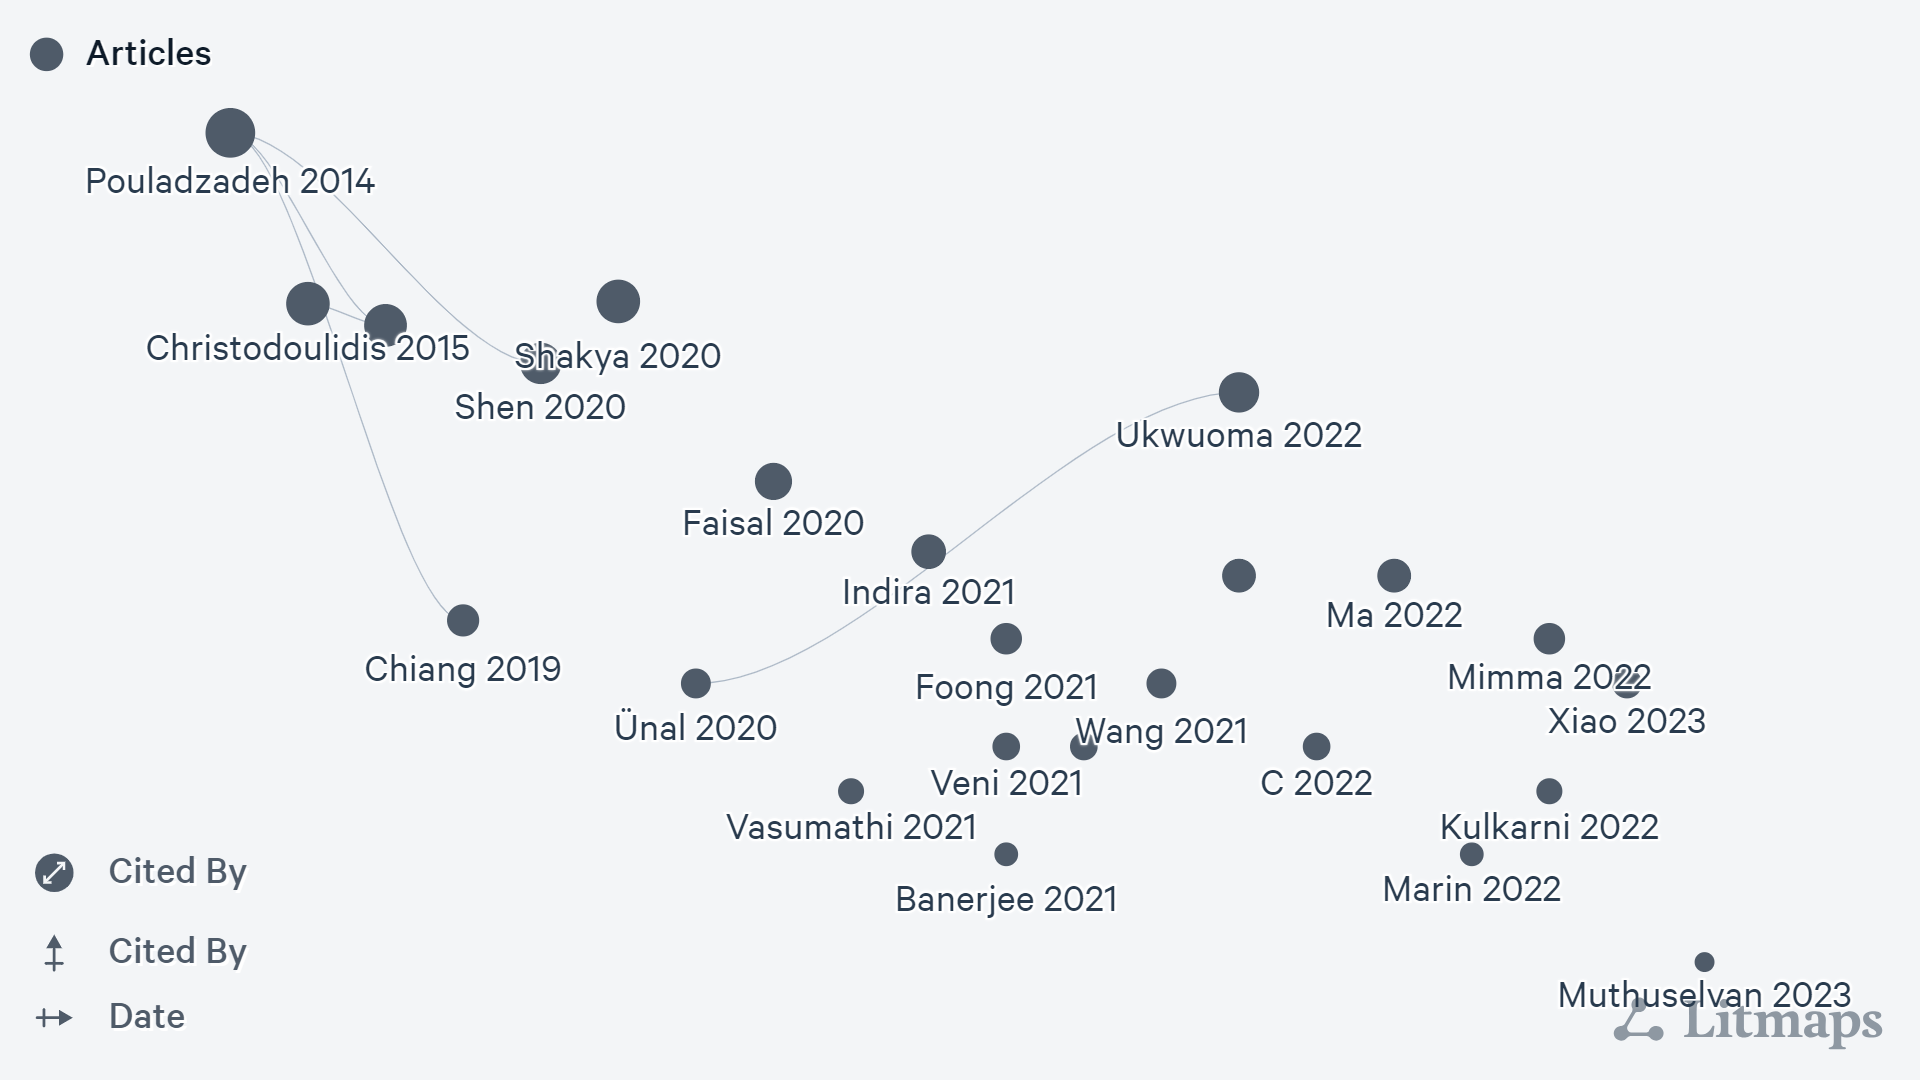 Articles
Pouladzadeh 2014
Christodoulidis 2015
Shakya 2020
Shen 2020
Ukwuoma 2022
Faisal 2020
Indira 2021
Ma 2022
Chiang 2019
Foong 2021
Mimma 2022
Ünal 2020
Wang 2021
Xiao 2023
Veni 2021
C 2022
Vasumathi 2021
Kulkarni 2022
Banerjee 2021
Marin 2022
Cited By
Cited By
Muthuselvan 2023
Date
Litmaps